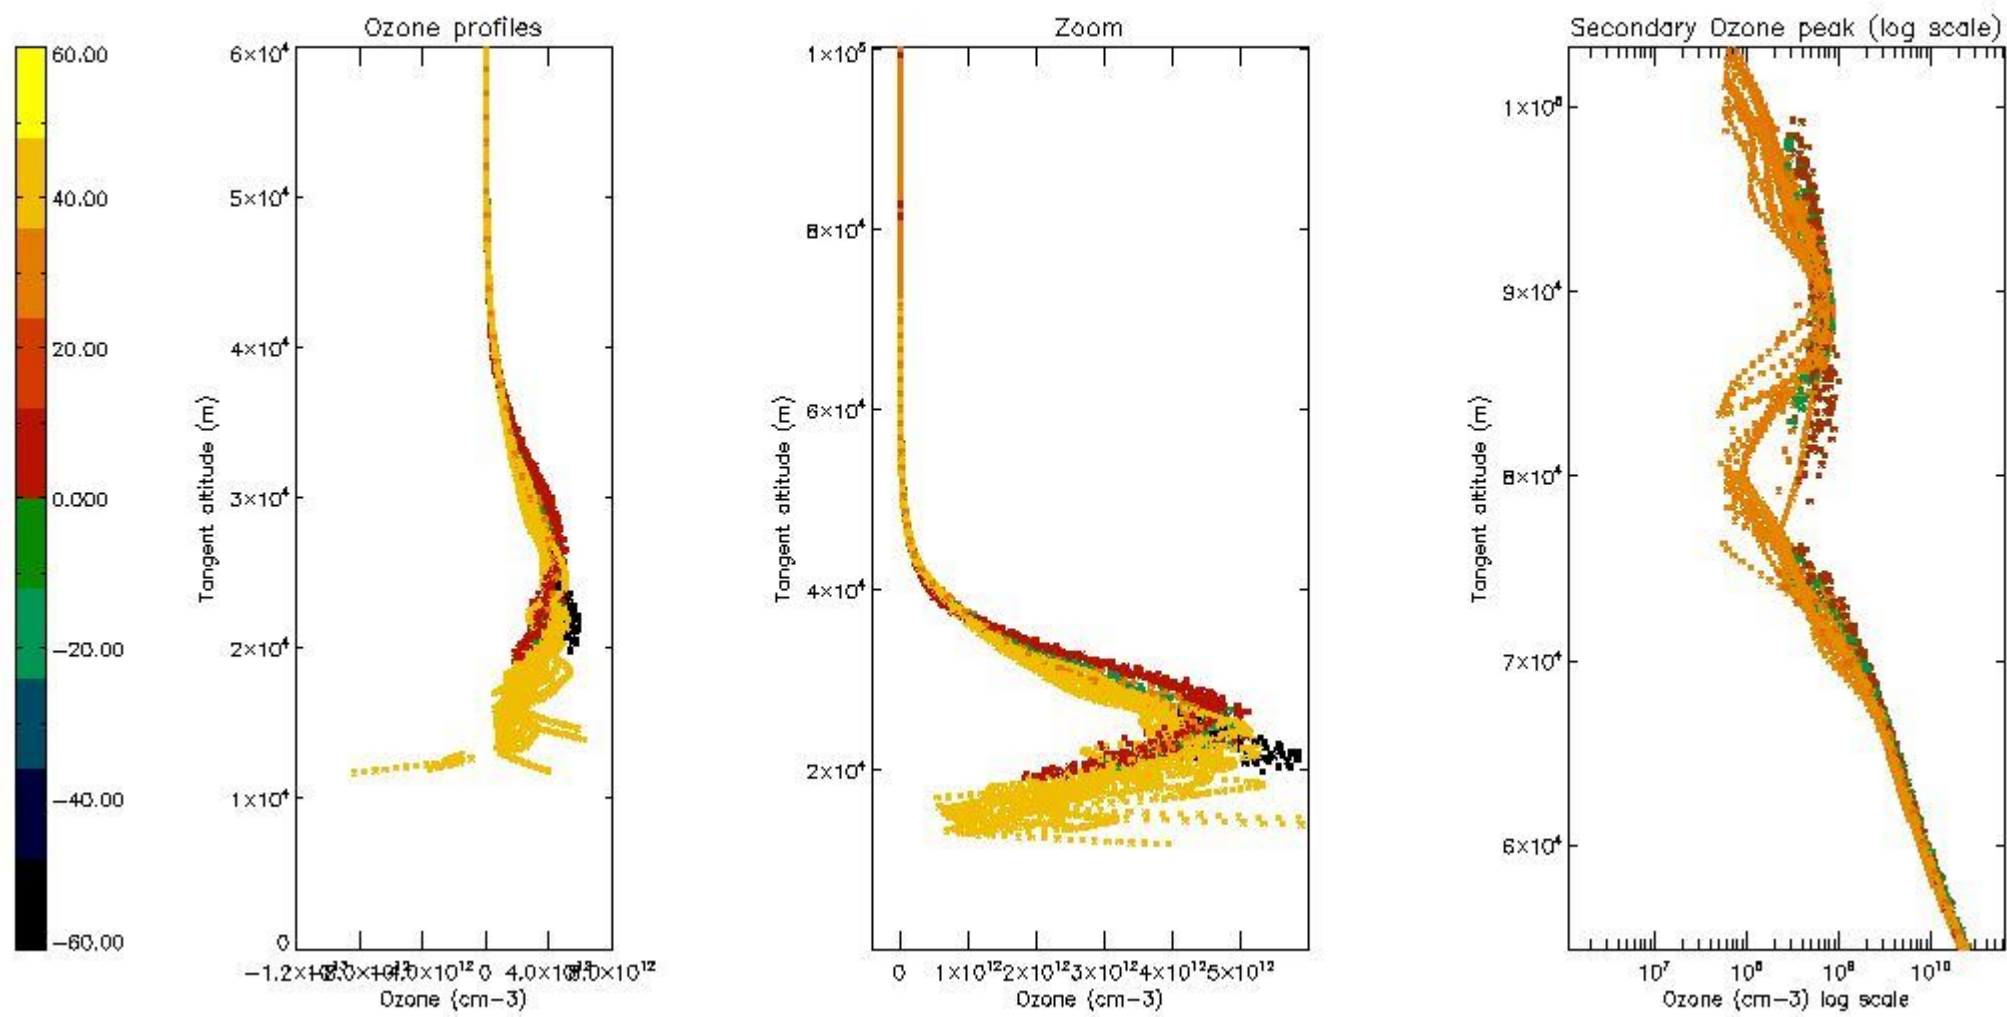 Ozone profiles
Zoom
Secondary Ozone peak (log scale)
60.00
40.00
20.00
−20.00
−40.00
−60.00
6×10⁴
5×10⁴
4×10⁴
3×10⁴
2×10⁴
1×10⁴
0
Tangent altitude (m)
0
Ozone (cm−3)
1×10⁵
8×10⁴
6×10⁴
4×10⁴
2×10⁴
Tangent altitude (m)
0 1×10¹² 2×10¹² 3×10¹² 4×10¹² 5×10¹²
Ozone (cm−3)
9×10⁴
8×10⁴
7×10⁴
6×10⁴
Tangent altitude (m)
10⁷ 10⁸ 10⁹ 10¹⁰
Ozone (cm−3) log scale